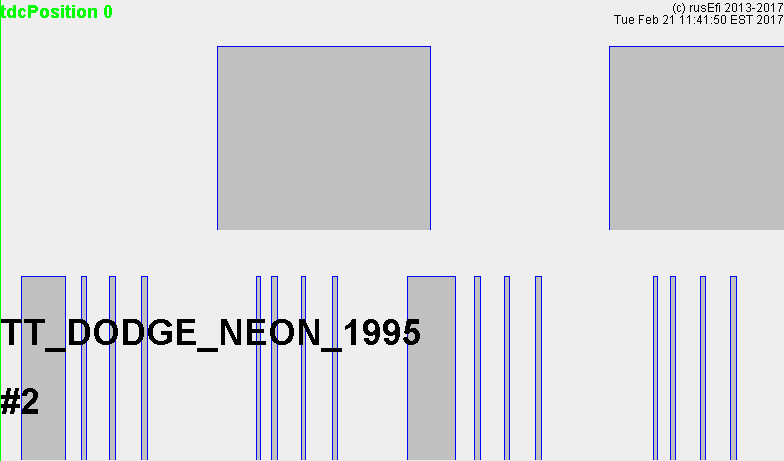 tdcPosition 0
(c) rusEfi 2013-2017
Tue Feb 21 11:41:50 EST 2017
TT_DODGE_NEON_1995
#2